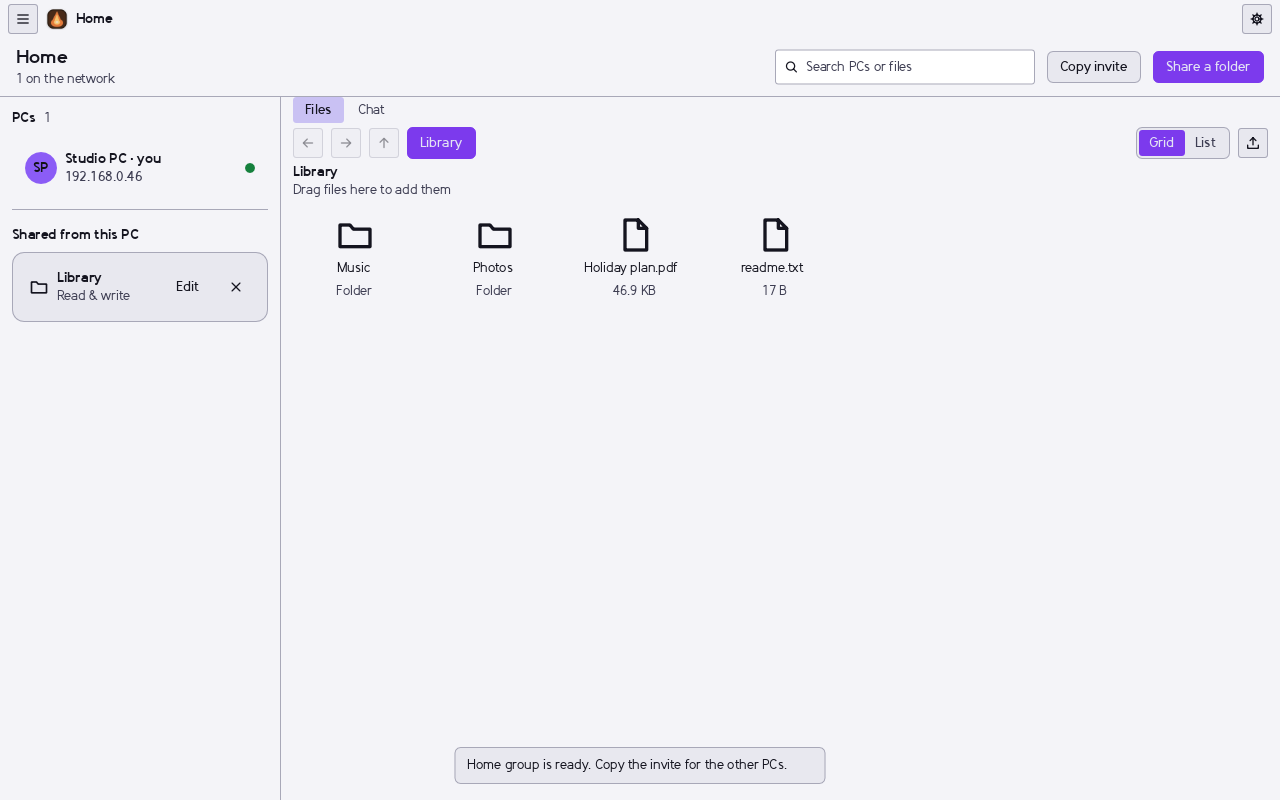 Home
Home
1 on the network
Search PCs or files
Copy invite
Share a folder
PCs 1
SP
Studio PC · you
192.168.0.46
Shared from this PC
Library
Read & write
Edit
Files
Chat
Library
Grid
List
Library
Drag files here to add them
Music
Folder
Photos
Folder
Holiday plan.pdf
46.9 KB
readme.txt
17 B
Home group is ready. Copy the invite for the other PCs.